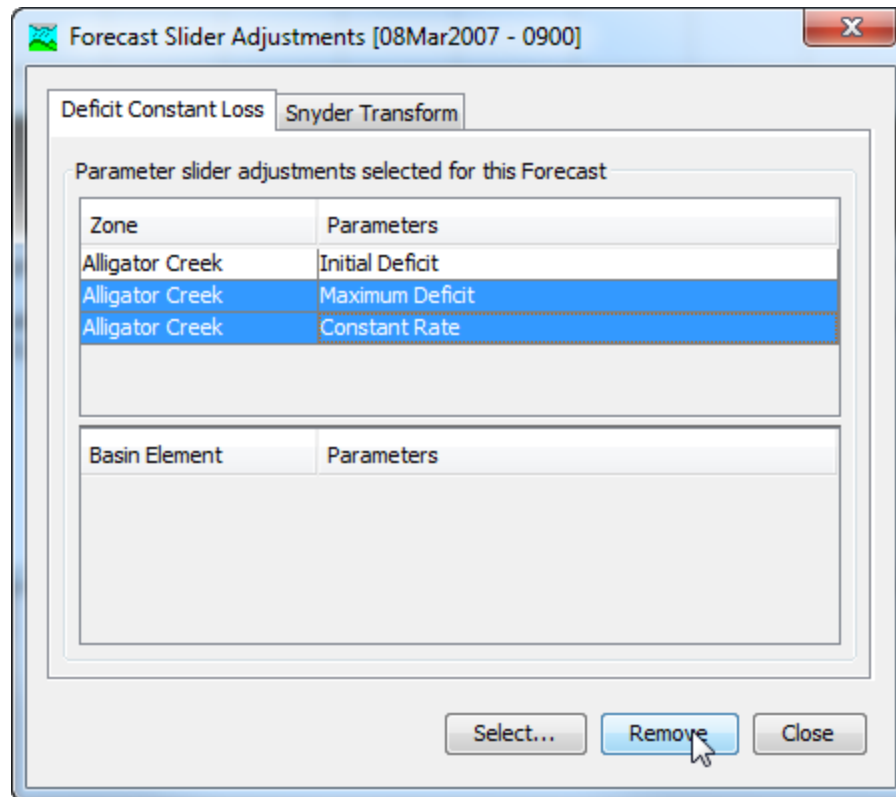 Forecast Slider Adjustments [08Mar2007 - 0900]
Deficit Constant Loss Snyder Transform
Parameter slider adjustments selected for this Forecast
Zone Parameters
Alligator Creek Initial Deficit
Alligator Creek Maximum Deficit
Alligator Creek Constant Rate
Basin Element Parameters
Select... Remove Close